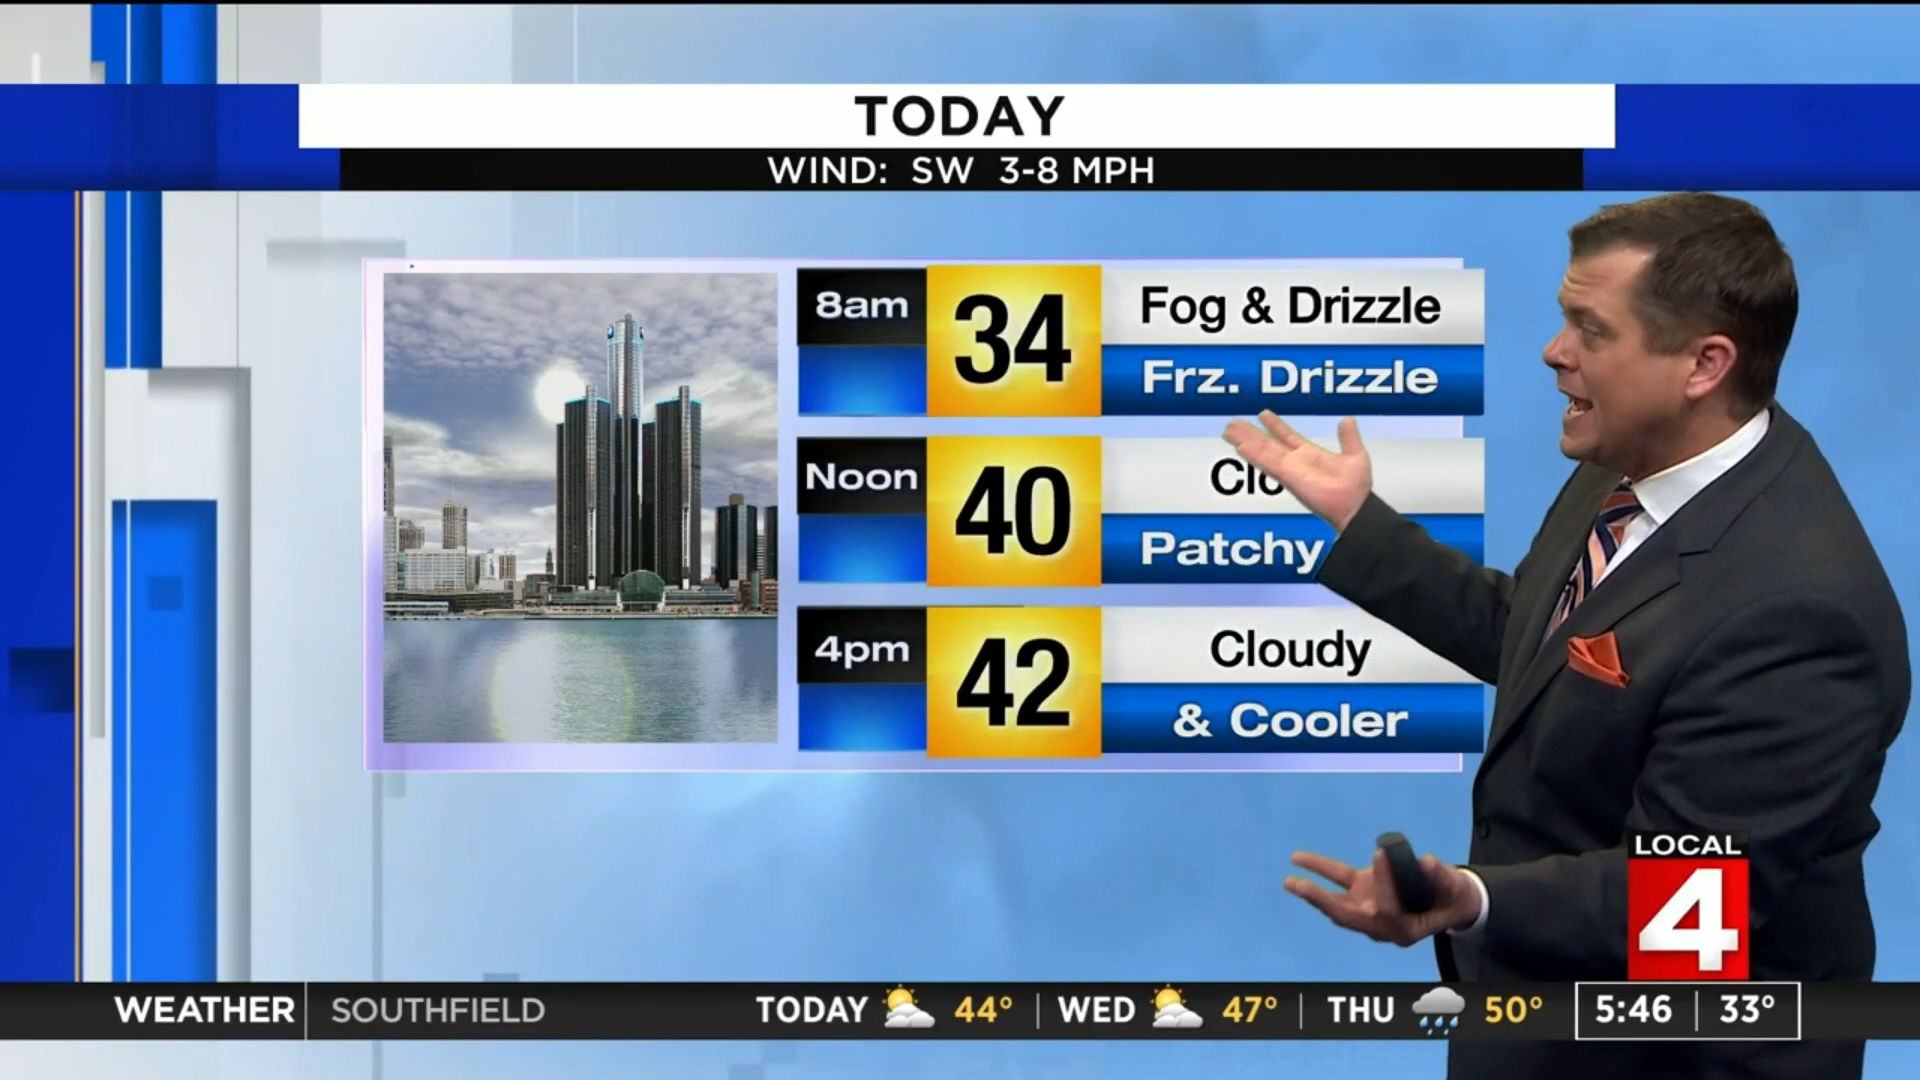 TODAY
WIND: SW 3-8 MPH
8am 34 Fog & Drizzle
Frz. Drizzle
Noon 40
Patchy
4pm 42 Cloudy
& Cooler
LOCAL
4
WEATHER SOUTHFIELD TODAY 44° WED 47° THU 50° 5:46 33°